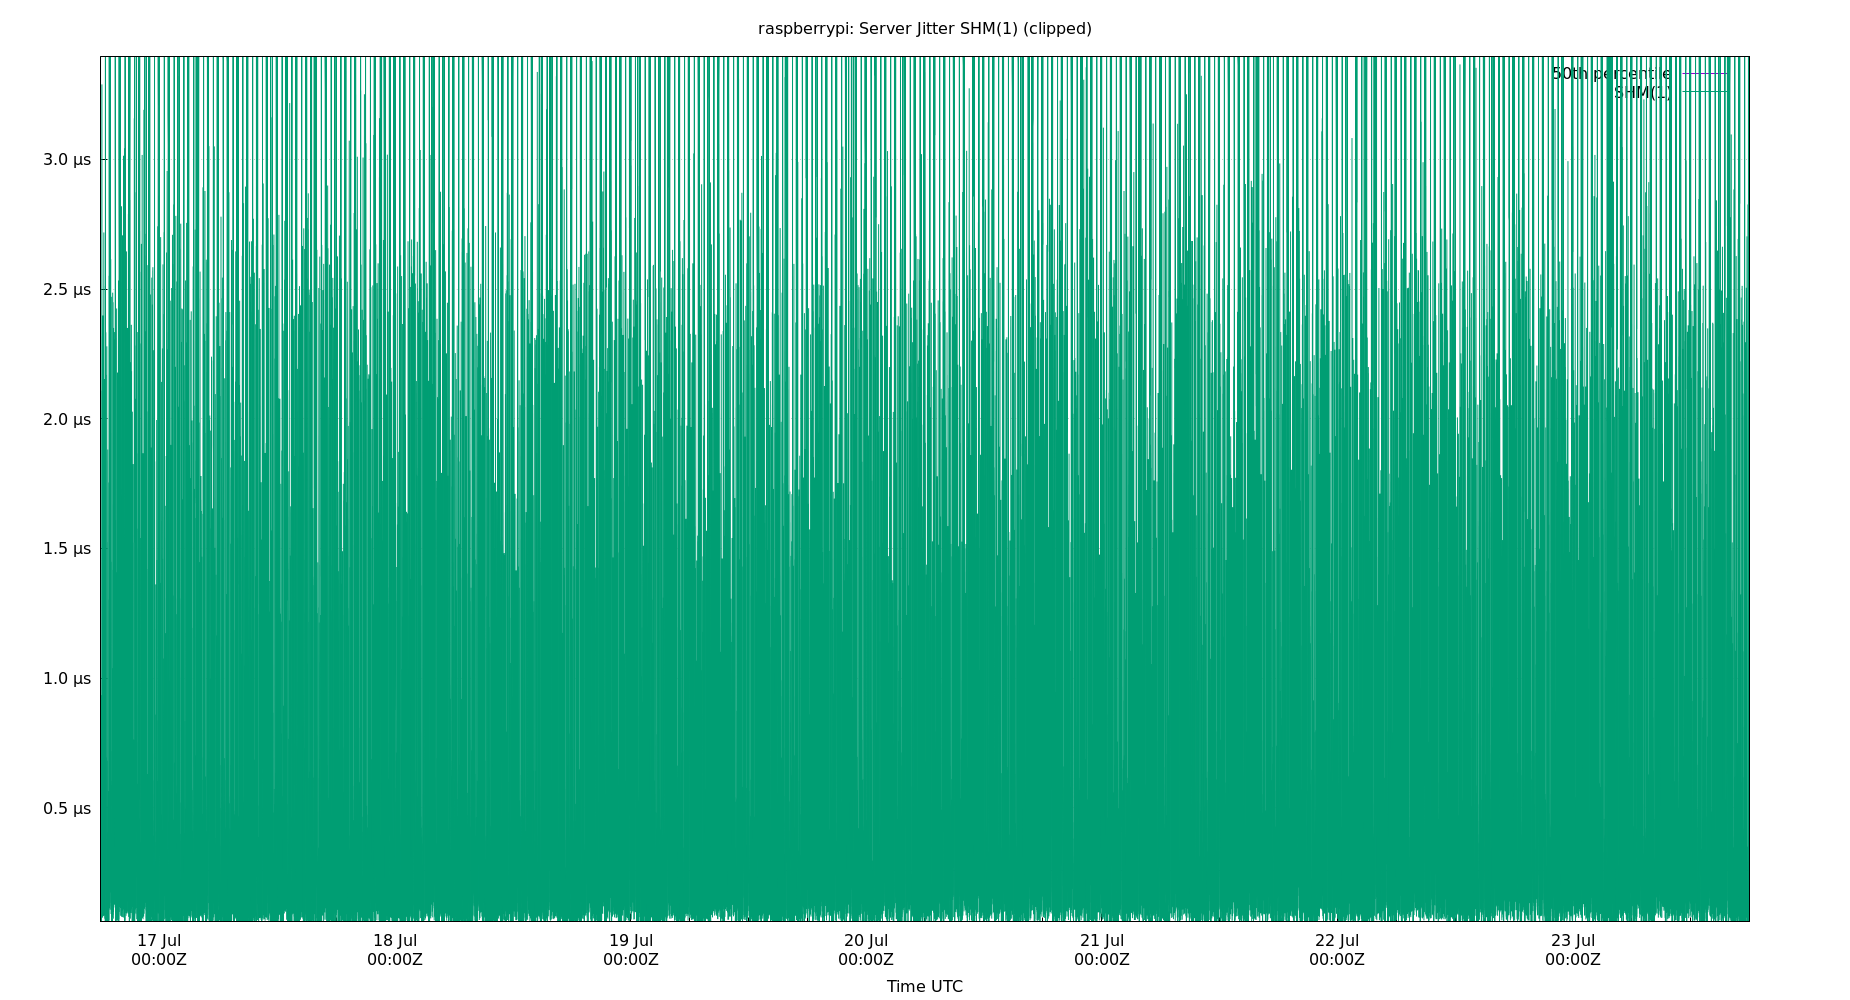 raspberrypi: Server Jitter SHM(1) (clipped)
50th percentile
SHM(1)
3.0 µs
2.5 µs
2.0 µs
1.5 µs
1.0 µs
0.5 µs
17 Jul 18 Jul 19 Jul 20 Jul 21 Jul 22 Jul 23 Jul
00:00Z 00:00Z 00:00Z 00:00Z 00:00Z 00:00Z 00:00Z
Time UTC